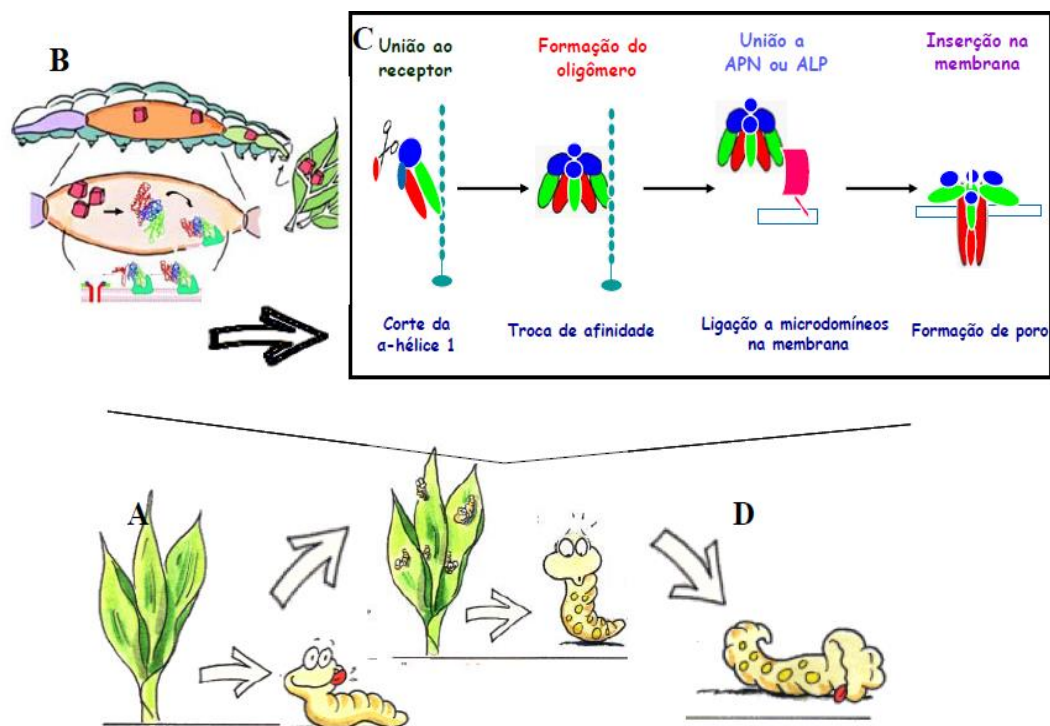 B
C
União ao
receptor
Formação do
oligômero
União a
APN ou ALP
Inserção na
membrana
Corte da
α-hélice 1
Troca de afinidade
Ligação a microdomíneos
na membrana
Formação de poro
A
D